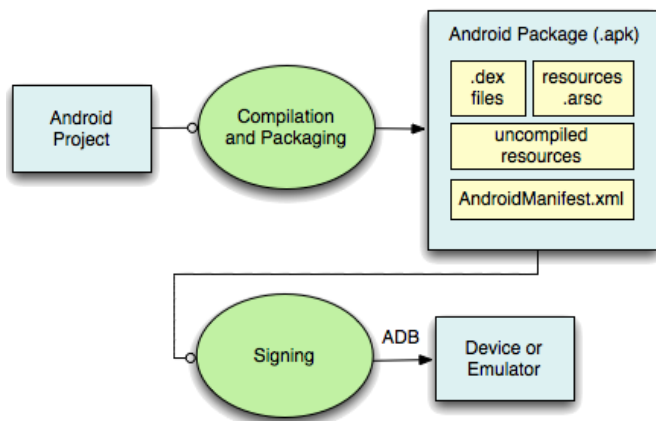 Android
Project
Compilation
and Packaging
Android Package (.apk)
.dex
files
resources
.arsc
uncompiled
resources
AndroidManifest.xml
Signing
ADB
Device or
Emulator